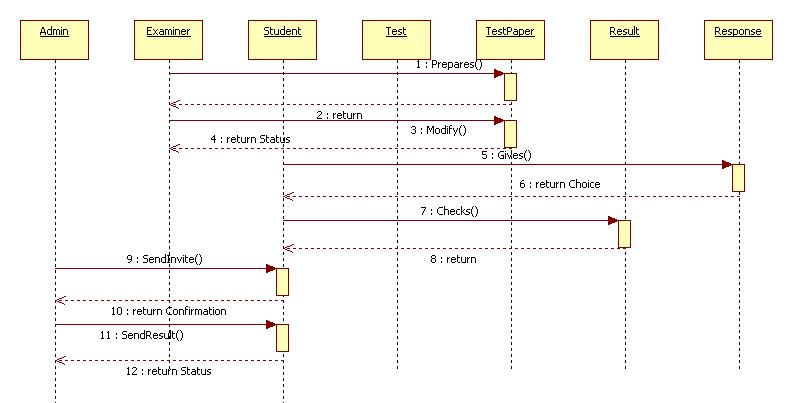 Admin
Examiner
Student
Test
TestPaper
Result
Response
1 : Prepares()
2 : return
3 : Modify()
4 : return Status
5 : Gives()
6 : return Choice
7 : Checks()
8 : return
9 : SendInvite()
10 : return Confirmation
11 : SendResult()
12 : return Status